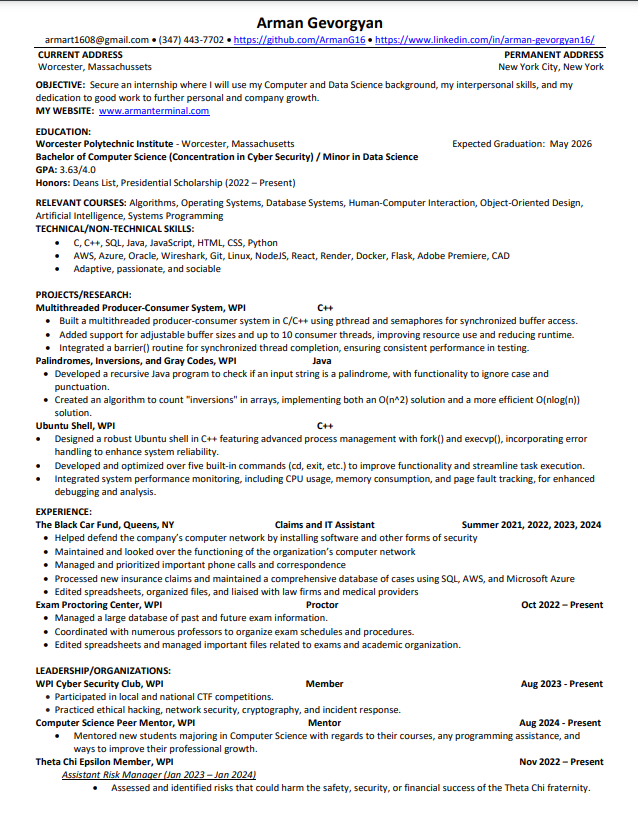 Arman Gevorgyan
armart1608@gmail.com • (347) 443-7702 • https://github.com/ArmanG16 • https://www.linkedin.com/in/arman-gevorgyan16/
CURRENT ADDRESS PERMANENT ADDRESS
Worcester, Massachussets New York City, New York
OBJECTIVE: Secure an internship where I will use my Computer and Data Science background, my interpersonal skills, and my
dedication to good work to further personal and company growth.
MY WEBSITE: www.armanterminal.com
EDUCATION:
Worcester Polytechnic Institute - Worcester, Massachusetts Expected Graduation: May 2026
Bachelor of Computer Science (Concentration in Cyber Security) / Minor in Data Science
GPA: 3.63/4.0
Honors: Deans List, Presidential Scholarship (2022 – Present)
RELEVANT COURSES: Algorithms, Operating Systems, Database Systems, Human-Computer Interaction, Object-Oriented Design,
Artificial Intelligence, Systems Programming
TECHNICAL/NON-TECHNICAL SKILLS:
• C, C++, SQL, Java, JavaScript, HTML, CSS, Python
• AWS, Azure, Oracle, Wireshark, Git, Linux, NodeJS, React, Render, Docker, Flask, Adobe Premiere, CAD
• Adaptive, passionate, and sociable
PROJECTS/RESEARCH:
Multithreaded Producer-Consumer System, WPI C++
• Built a multithreaded producer-consumer system in C/C++ using pthread and semaphores for synchronized buffer access.
• Added support for adjustable buffer sizes and up to 10 consumer threads, improving resource use and reducing runtime.
• Integrated a barrier() routine for synchronized thread completion, ensuring consistent performance in testing.
Palindromes, Inversions, and Gray Codes, WPI Java
• Developed a recursive Java program to check if an input string is a palindrome, with functionality to ignore case and
punctuation.
• Created an algorithm to count "inversions" in arrays, implementing both an O(n^2) solution and a more efficient O(nlog(n))
solution.
Ubuntu Shell, WPI C++
• Designed a robust Ubuntu shell in C++ featuring advanced process management with fork() and execvp(), incorporating error
handling to enhance system reliability.
• Developed and optimized over five built-in commands (cd, exit, etc.) to improve functionality and streamline task execution.
• Integrated system performance monitoring, including CPU usage, memory consumption, and page fault tracking, for enhanced
debugging and analysis.
EXPERIENCE:
The Black Car Fund, Queens, NY Claims and IT Assistant Summer 2021, 2022, 2023, 2024
• Helped defend the company's computer network by installing software and other forms of security
• Maintained and looked over the functioning of the organization's computer network
• Managed and prioritized important phone calls and correspondence
• Processed new insurance claims and maintained a comprehensive database of cases using SQL, AWS, and Microsoft Azure
• Edited spreadsheets, organized files, and liaised with law firms and medical providers
Exam Proctoring Center, WPI Proctor Oct 2022 – Present
• Managed a large database of past and future exam information.
• Coordinated with numerous professors to organize exam schedules and procedures.
• Edited spreadsheets and managed important files related to exams and academic organization.
LEADERSHIP/ORGANIZATIONS:
WPI Cyber Security Club, WPI Member Aug 2023 - Present
• Participated in local and national CTF competitions.
• Practiced ethical hacking, network security, cryptography, and incident response.
Computer Science Peer Mentor, WPI Mentor Aug 2024 - Present
• Mentored new students majoring in Computer Science with regards to their courses, any programming assistance, and
ways to improve their professional growth.
Theta Chi Epsilon Member, WPI Nov 2022 – Present
Assistant Risk Manager (Jan 2023 – Jan 2024)
• Assessed and identified risks that could harm the safety, security, or financial success of the Theta Chi fraternity.